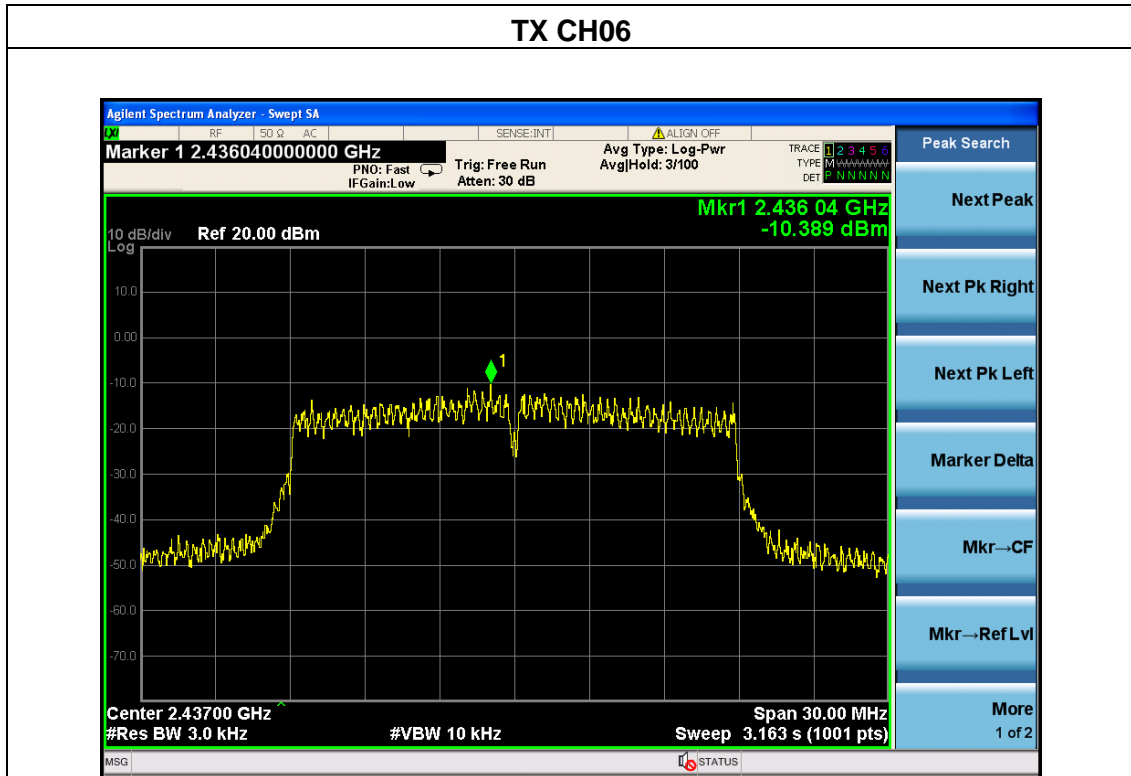 TX CH06
Agilent Spectrum Analyzer - Swept SA
LXI RF 50 Ω AC SENSE:INT ALIGN OFF
Marker 1 2.436040000000 GHz
PNO: Fast
IFGain:Low
Trig: Free Run
Atten: 30 dB
Avg Type: Log-Pwr
Avg|Hold: 3/100
TRACE 1 2 3 4 5 6
TYPE M
DET P N N N N N
Mkr1 2.436 04 GHz
-10.389 dBm
10 dB/div Ref 20.00 dBm
Log
10.0
0.00
-10.0
-20.0
-30.0
-40.0
-50.0
-60.0
-70.0
1
Center 2.43700 GHz Span 30.00 MHz
#Res BW 3.0 kHz #VBW 10 kHz Sweep 3.163 s (1001 pts)
MSG STATUS
Peak Search
Next Peak
Next Pk Right
Next Pk Left
Marker Delta
Mkr→CF
Mkr→Ref Lvl
More
1 of 2